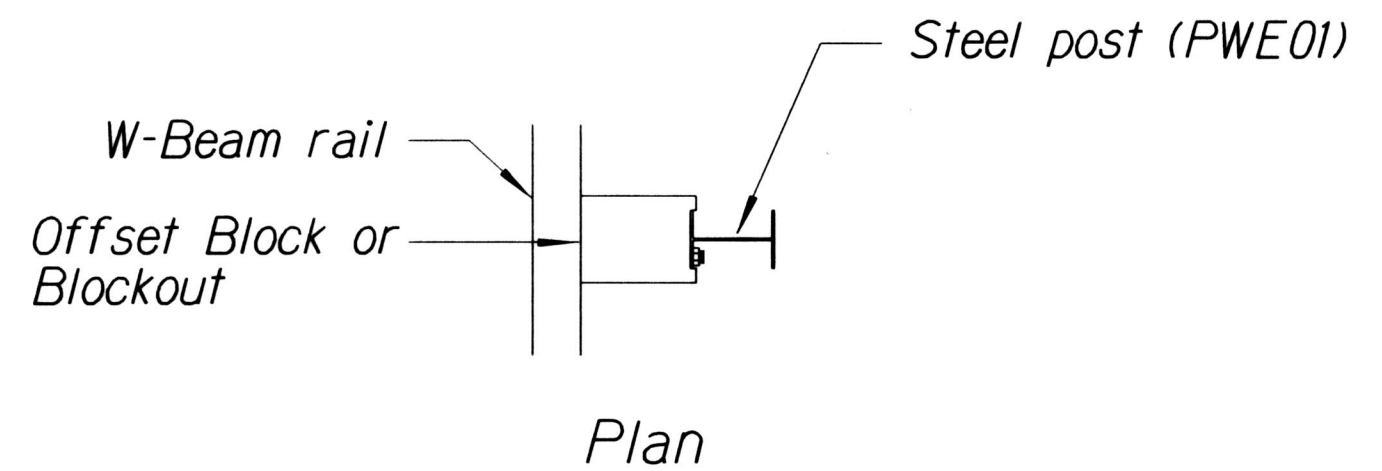 Steel post (PWE01)
W-Beam rail
Offset Block or
Blockout
Plan